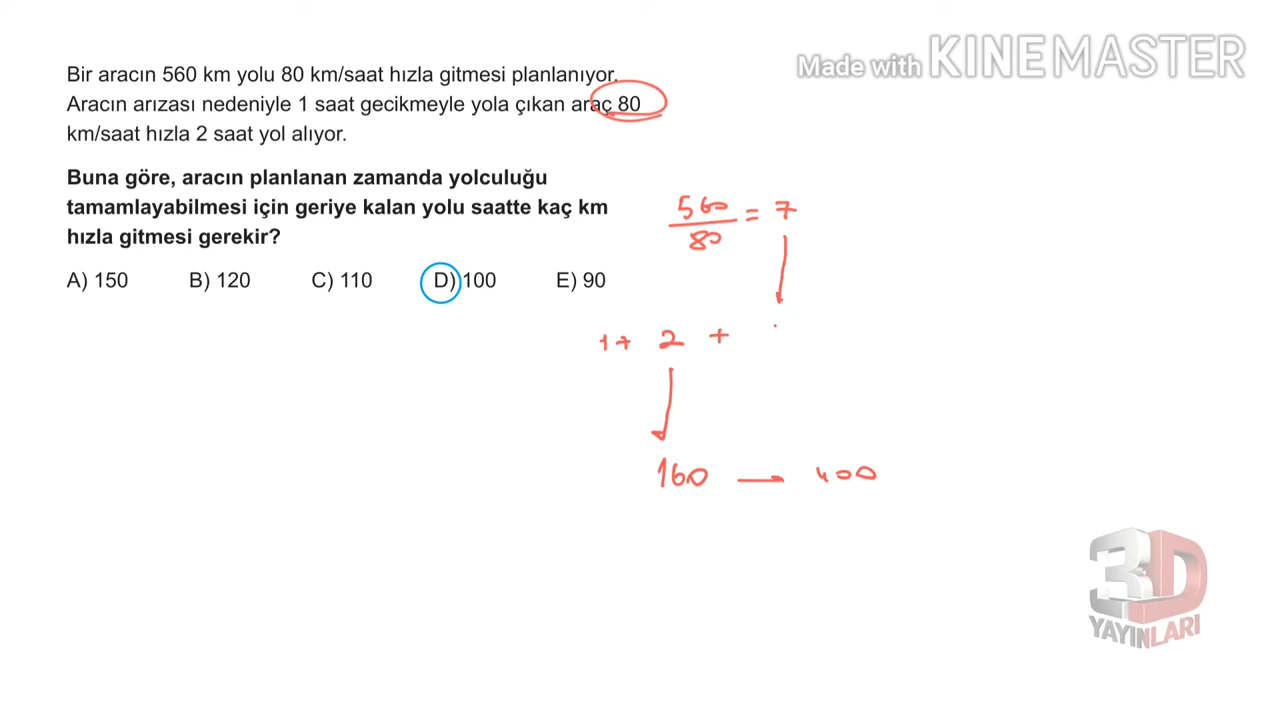 Made with KINEMASTER
Bir aracın 560 km yolu 80 km/saat hızla gitmesi planlanıyor.
Aracın arızası nedeniyle 1 saat gecikmeyle yola çıkan araç 80
km/saat hızla 2 saat yol alıyor.
Buna göre, aracın planlanan zamanda yolculuğu
tamamlayabilmesi için geriye kalan yolu saatte kaç km
hızla gitmesi gerekir?
A) 150 B) 120 C) 110 D) 100 E) 90
560
80
= 7
1 + 2 +
160 → 400
3D
YAYINLARI